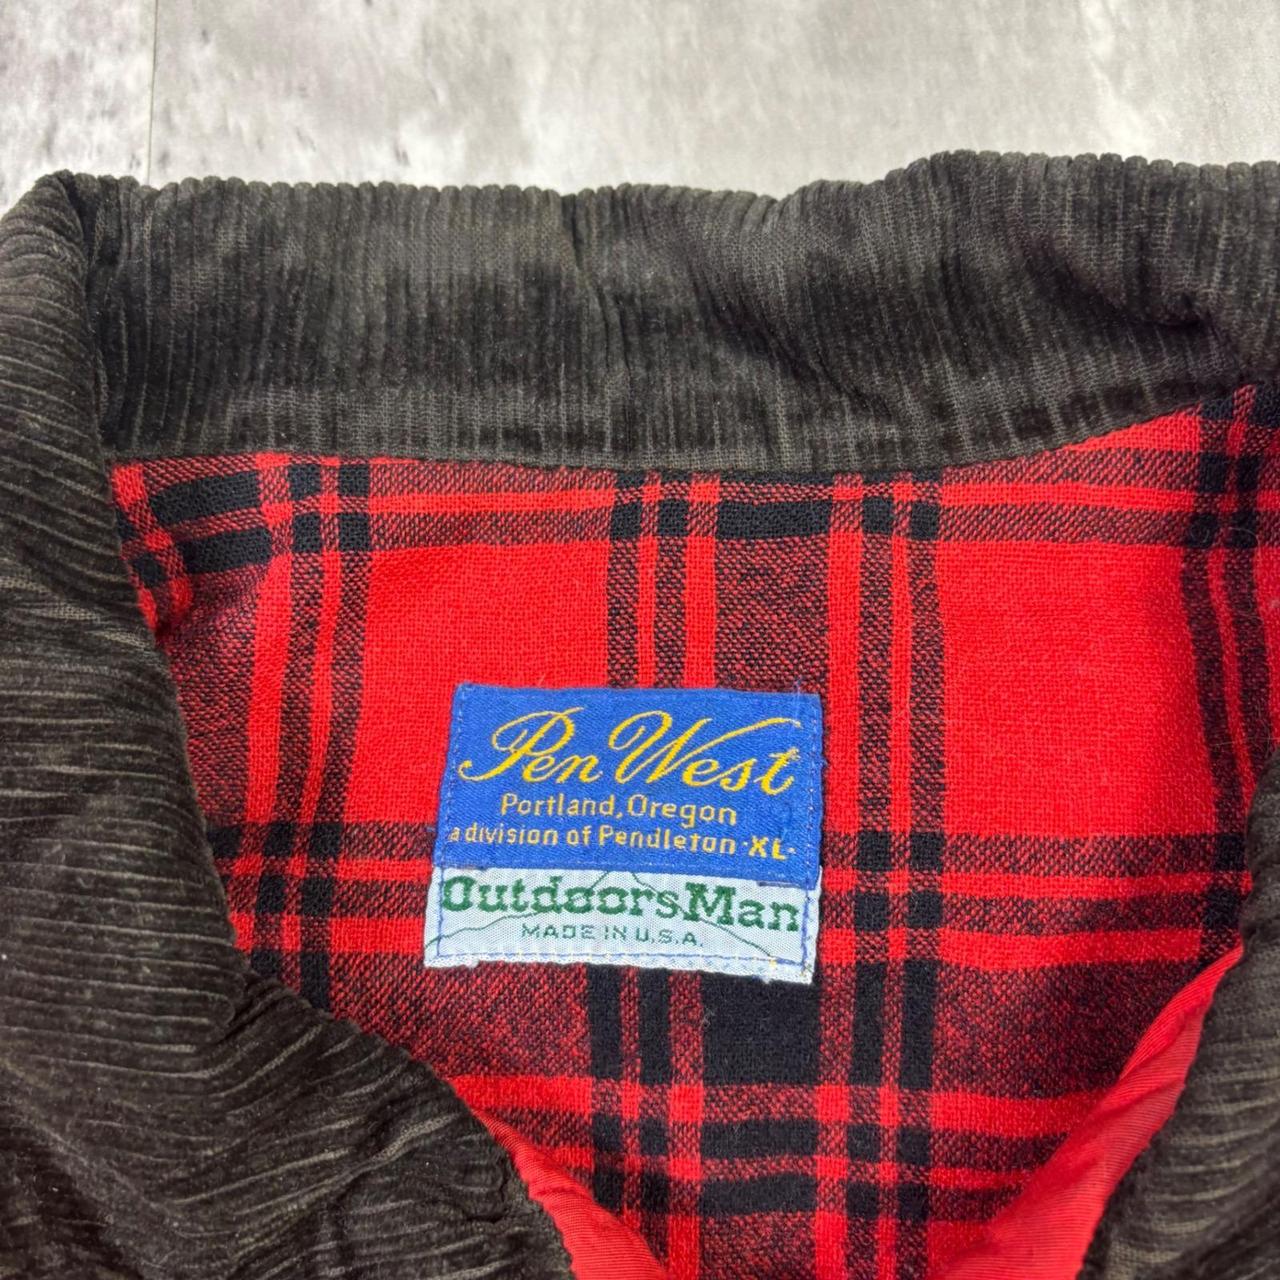 Pen West
Portland, Oregon
a division of Pendleton ·XL·
OutdoorsMan
MADE IN U.S.A.